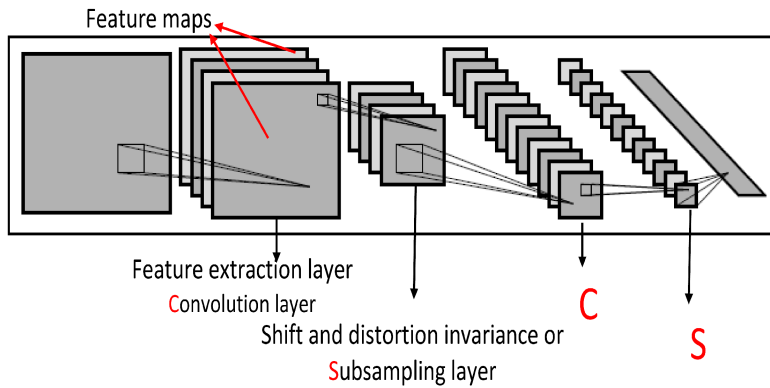 Feature maps
Feature extraction layer
Convolution layer
Shift and distortion invariance or
Subsampling layer
C
S